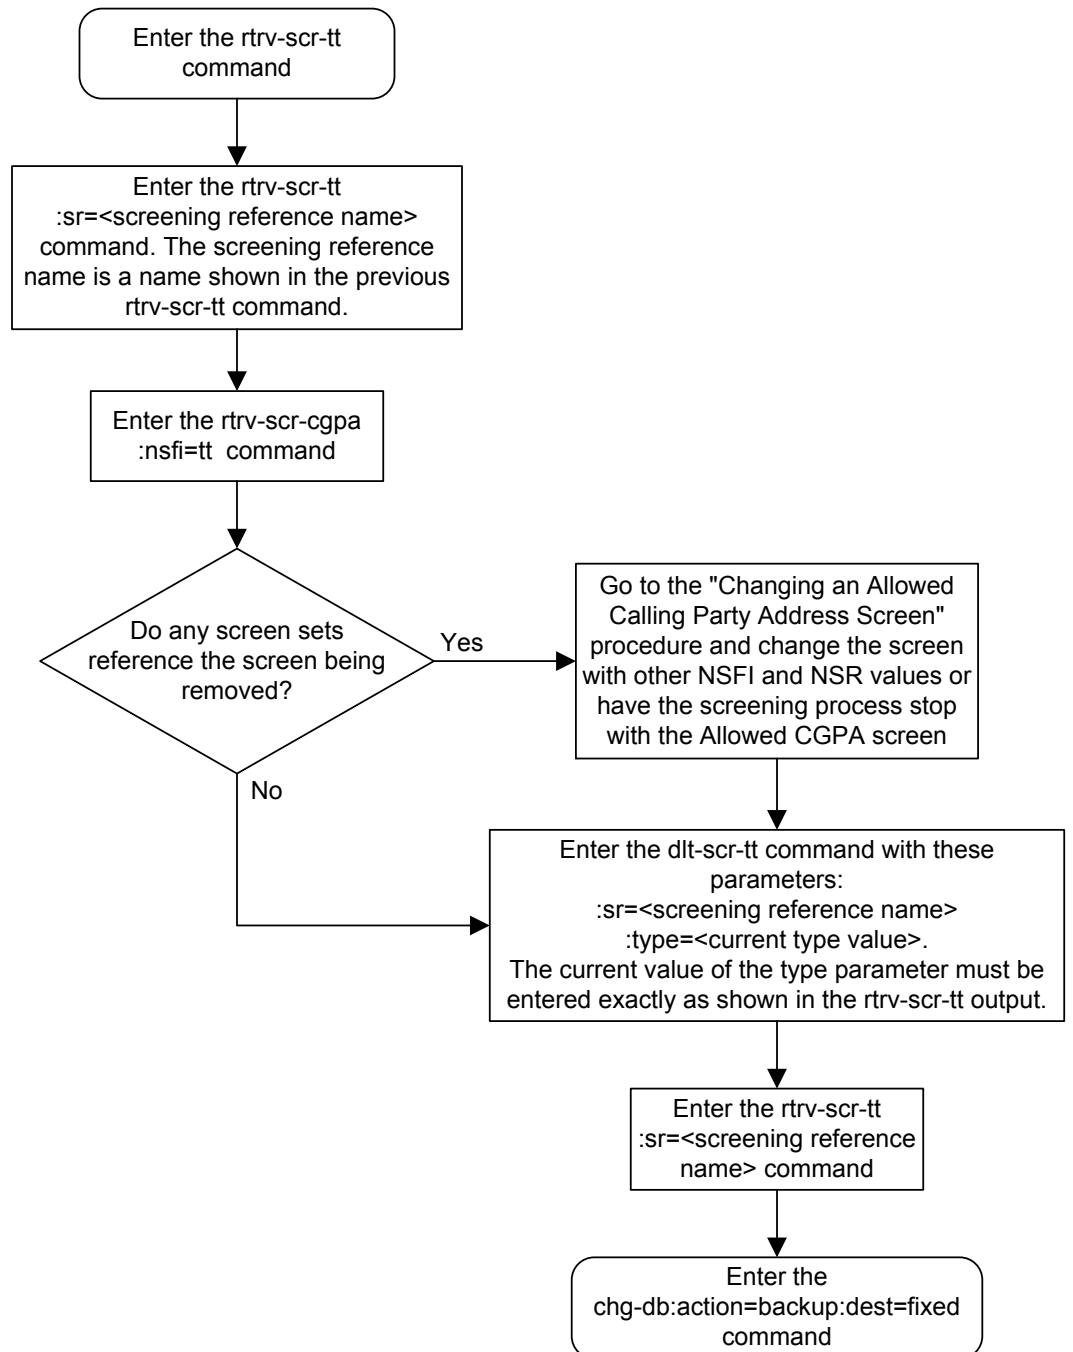 Enter the rtrv-scr-tt
command
Enter the rtrv-scr-tt
:sr=<screening reference name>
command. The screening reference
name is a name shown in the previous
rtrv-scr-tt command.
Enter the rtrv-scr-cgpa
:nsfi=tt command
Do any screen sets
reference the screen being
removed?
Yes
Go to the "Changing an Allowed
Calling Party Address Screen"
procedure and change the screen
with other NSFI and NSR values or
have the screening process stop
with the Allowed CGPA screen
No
Enter the dlt-scr-tt command with these
parameters:
:sr=<screening reference name>
:type=<current type value>.
The current value of the type parameter must be
entered exactly as shown in the rtrv-scr-tt output.
Enter the rtrv-scr-tt
:sr=<screening reference
name> command
Enter the
chg-db:action=backup:dest=fixed
command